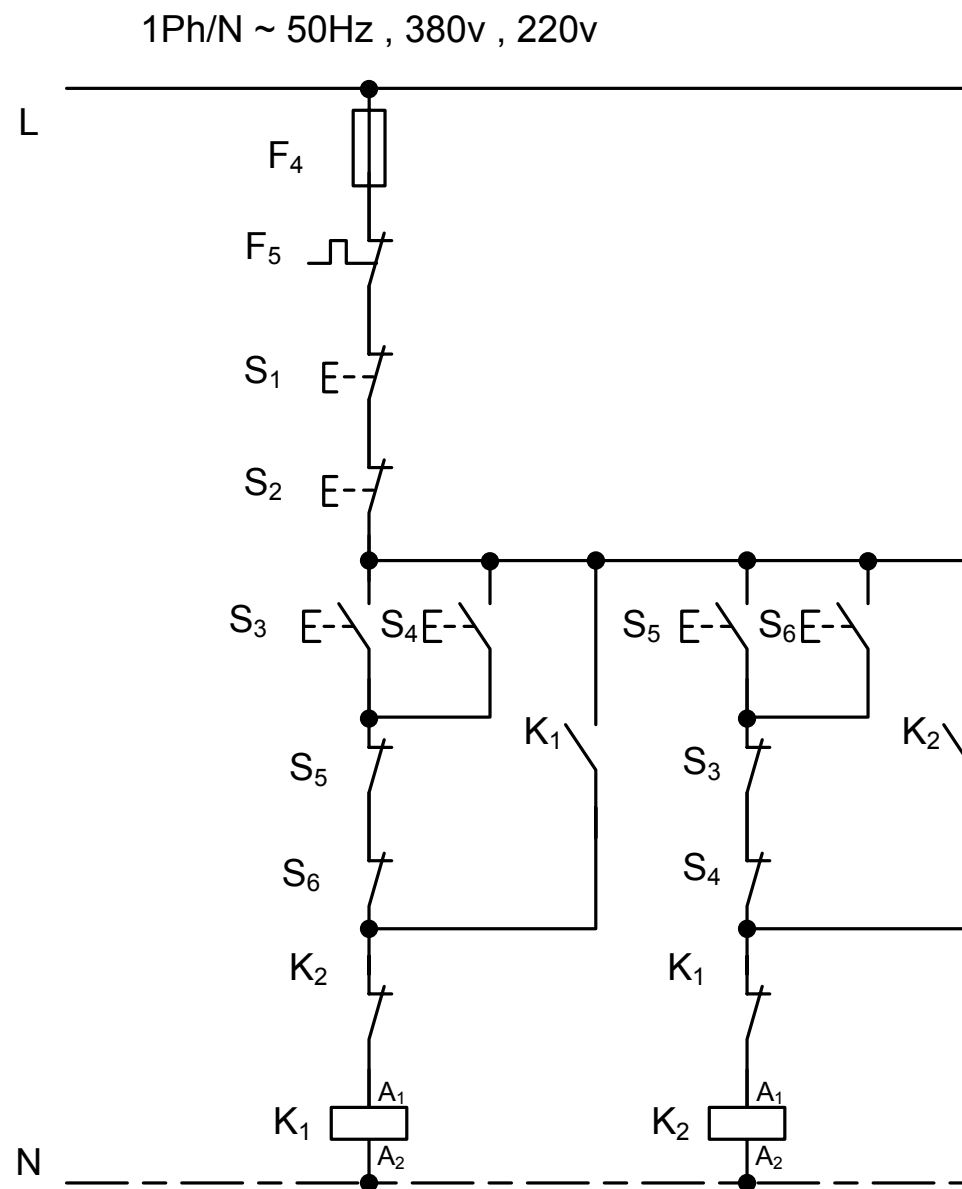 1Ph/N ~ 50Hz , 380v , 220v
L
F₄
F₅
S₁
S₂
S₃ S₄ S₅ S₆
K₁ K₂
S₅ S₃
S₆ S₄
K₂ K₁
A₁ A₁
K₁ K₂
A₂ A₂
N